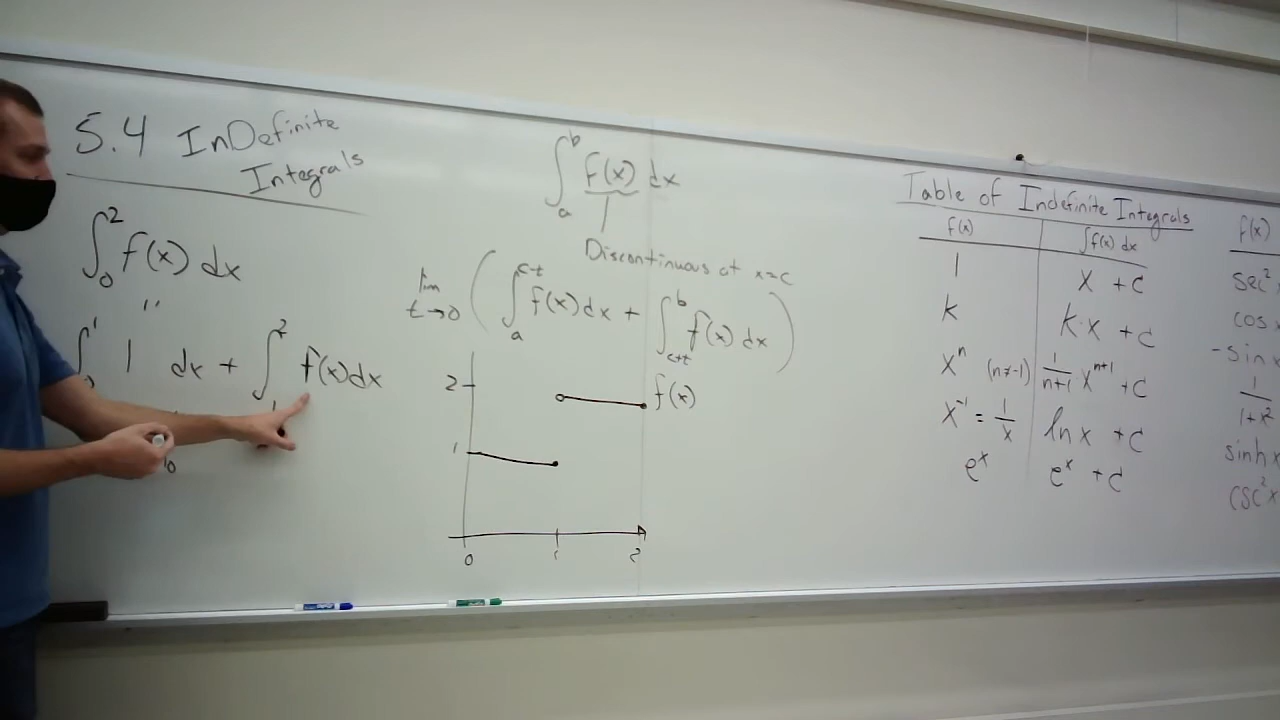 5.4 InDefinite
Integrals
∫₀² f(x) dx
"
∫ ¹ 1 dx + ∫₁² f(x)dx
∫ₐᵇ f(x) dx
Discontinuous at x=c
lim t→0 ( ∫ₐᶜ⁻ᵗ f(x)dx + ∫_{c+t}^b f(x) dx )
2
f(x)
1
0 1 2
Table of Indefinite Integrals
f(x) ∫f(x) dx
1 x + C
k k·x + C
xⁿ (n≠-1) 1/(n+1) xⁿ⁺¹ + C
x⁻¹ = 1/x ln x + C
eˣ eˣ + C
f(x)
sec²
cos x
-sin x
1/(1+x²)
sinh x
csc² x